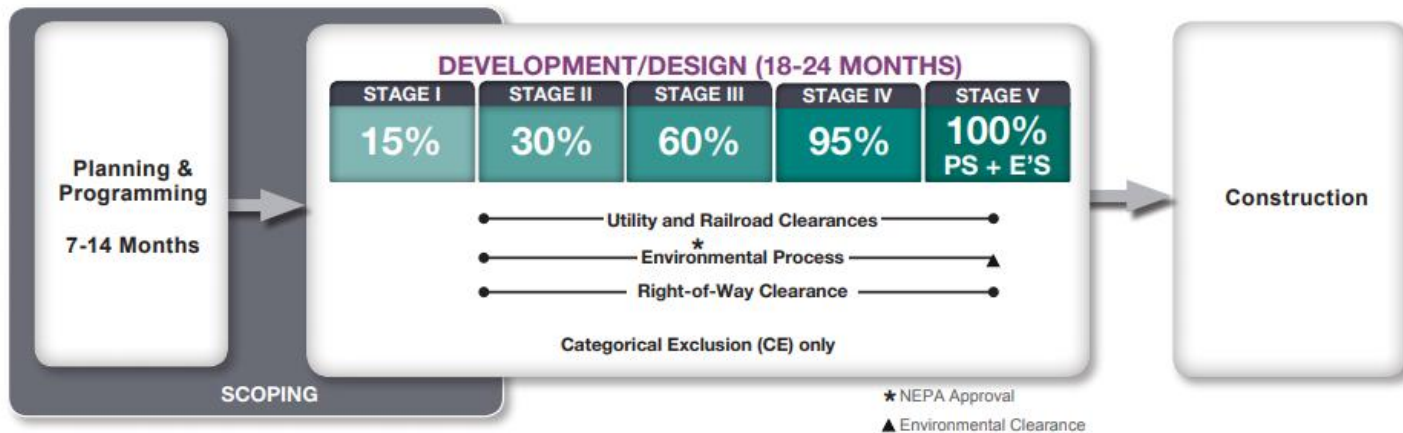 Planning &
Programming
7-14 Months
SCOPING
DEVELOPMENT/DESIGN (18-24 MONTHS)
STAGE I
15%
STAGE II
30%
STAGE III
60%
STAGE IV
95%
STAGE V
100%
PS + E'S
Utility and Railroad Clearances
*
Environmental Process
Right-of-Way Clearance
Categorical Exclusion (CE) only
Construction
* NEPA Approval
▲ Environmental Clearance